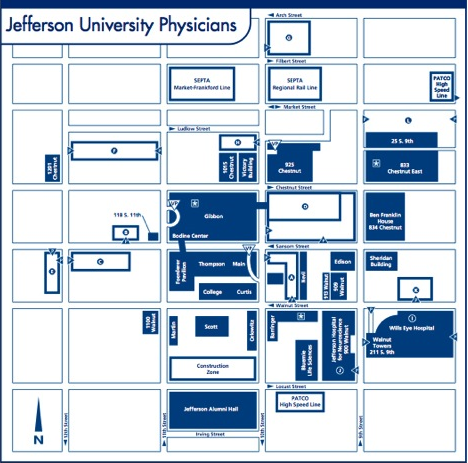 Jefferson University Physicians
Arch Street
G
Filbert Street
SEPTA
Market-Frankford Line
SEPTA
Regional Rail Line
PATCO
High
Speed
Line
Market Street
L
Ludlow Street
H
25 S. 9th
F
1201
Chestnut
1015
Chestnut
Victory
Building
925
Chestnut
833
Chestnut East
Chestnut Street
Gibbon
D
Ben Franklin
House
834 Chestnut
118 S. 11th
Bodine Center
Sansom Street
E
C
Foerderer
Pavilion
Thompson
Main
A
Nevil
Edison
Sheridan
Building
College
Curtis
Walnut
Walnut
K
Walnut Street
1100
Walnut
Martin
Scott
Orlowitz
Barringer
Bluemle
Life Sciences
Jefferson Hospital
for Neuroscience
900 Walnut
Wills Eye Hospital
Walnut
Towers
211 S. 9th
Construction
Zone
Locust Street
Jefferson Alumni Hall
PATCO
High Speed Line
N
12th Street
11th Street
Irving Street
10th Street
9th Street